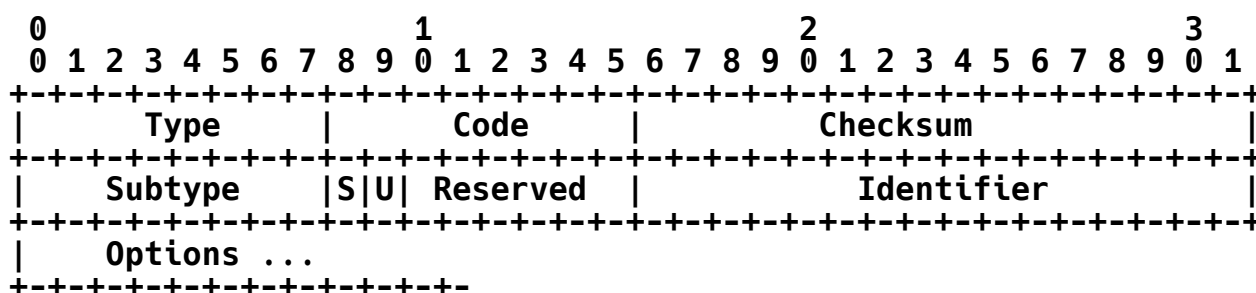 0                   1                   2                   3
 0 1 2 3 4 5 6 7 8 9 0 1 2 3 4 5 6 7 8 9 0 1 2 3 4 5 6 7 8 9 0 1
+-+-+-+-+-+-+-+-+-+-+-+-+-+-+-+-+-+-+-+-+-+-+-+-+-+-+-+-+-+-+-+-+
|      Type     |      Code     |         Checksum              |
+-+-+-+-+-+-+-+-+-+-+-+-+-+-+-+-+-+-+-+-+-+-+-+-+-+-+-+-+-+-+-+-+
|    Subtype    |S|U| Reserved  |           Identifier          |
+-+-+-+-+-+-+-+-+-+-+-+-+-+-+-+-+-+-+-+-+-+-+-+-+-+-+-+-+-+-+-+-+
|    Options ...
+-+-+-+-+-+-+-+-+-+-+-+-